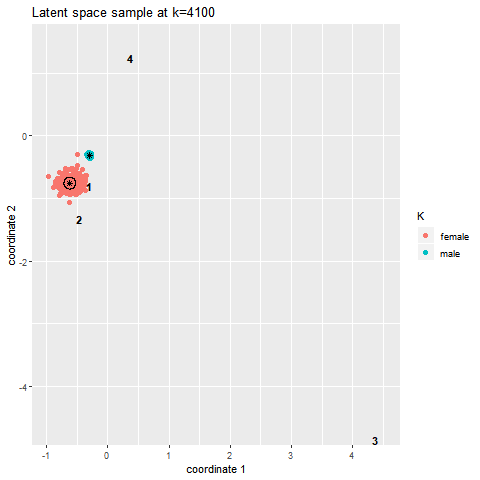 Latent space sample at k=4100
4
0
1
2
-2
-4
3
-1
0
1
2
3
4
coordinate 1
coordinate 2
K
female
male